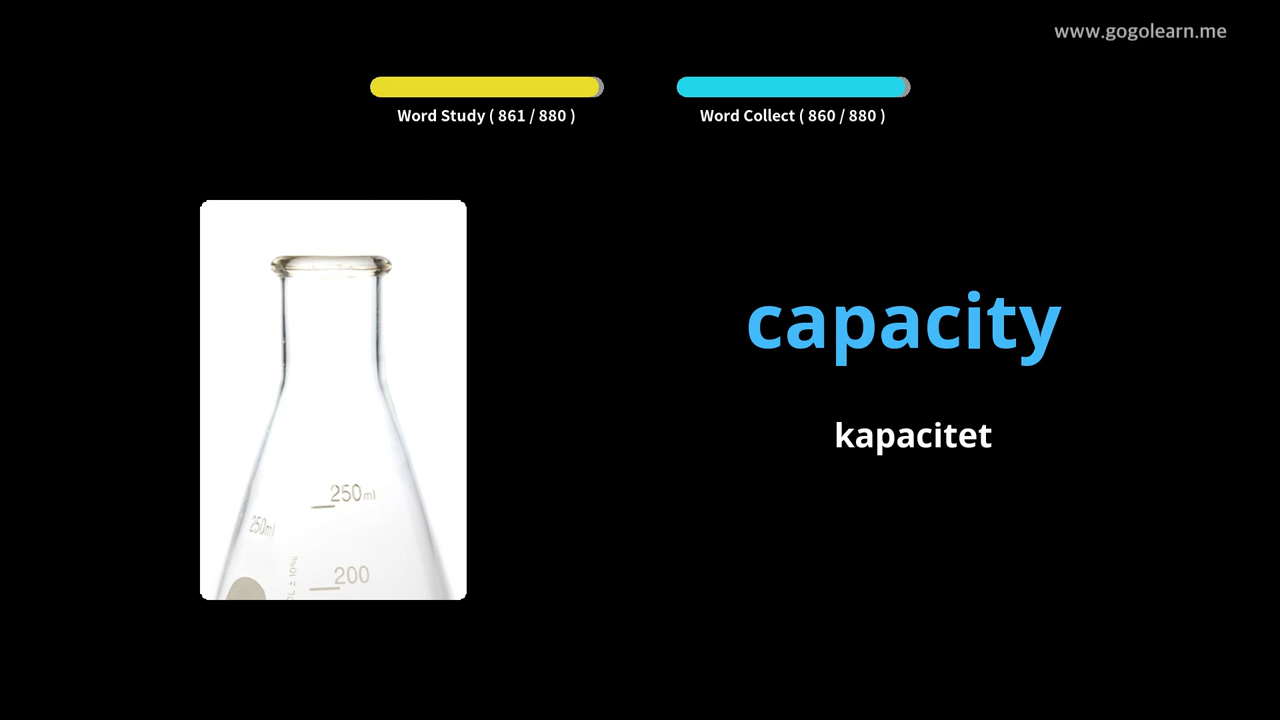 www.gogolearn.me
Word Study ( 861 / 880 )
Word Collect ( 860 / 880 )
capacity
kapacitet
250ml
250ml
200